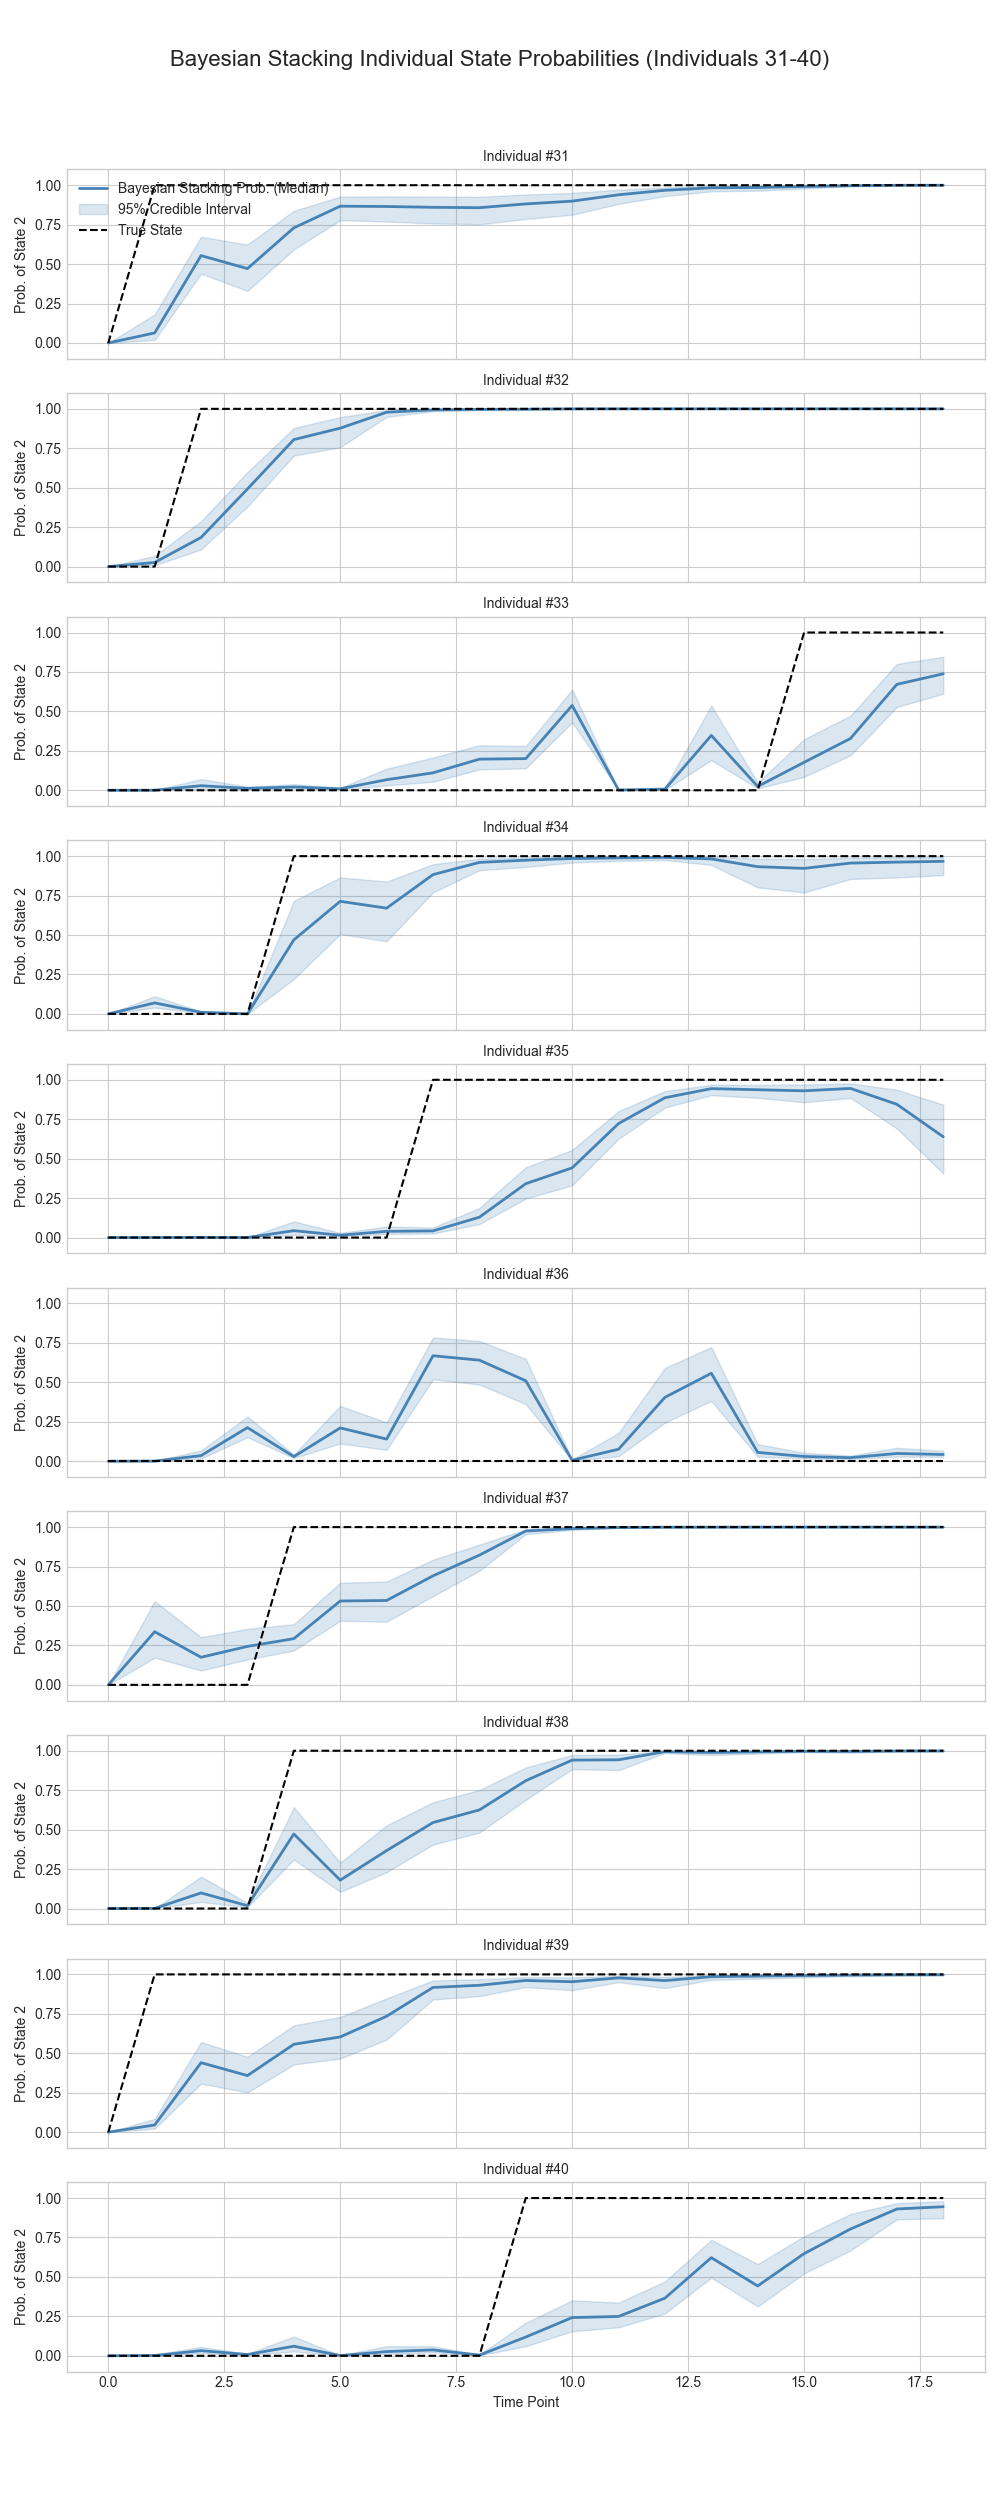 Bayesian Stacking Individual State Probabilities (Individuals 31-40)
Individual #31
1.00
0.75
0.50
0.25
0.00
Prob. of State 2
Bayesian Stacking Prob. (Median)
95% Credible Interval
True State
Individual #32
1.00
0.75
0.50
0.25
0.00
Prob. of State 2
Individual #33
1.00
0.75
0.50
0.25
0.00
Prob. of State 2
Individual #34
1.00
0.75
0.50
0.25
0.00
Prob. of State 2
Individual #35
1.00
0.75
0.50
0.25
0.00
Prob. of State 2
Individual #36
1.00
0.75
0.50
0.25
0.00
Prob. of State 2
Individual #37
1.00
0.75
0.50
0.25
0.00
Prob. of State 2
Individual #38
1.00
0.75
0.50
0.25
0.00
Prob. of State 2
Individual #39
1.00
0.75
0.50
0.25
0.00
Prob. of State 2
Individual #40
1.00
0.75
0.50
0.25
0.00
Prob. of State 2
0.0 2.5 5.0 7.5 10.0 12.5 15.0 17.5
Time Point